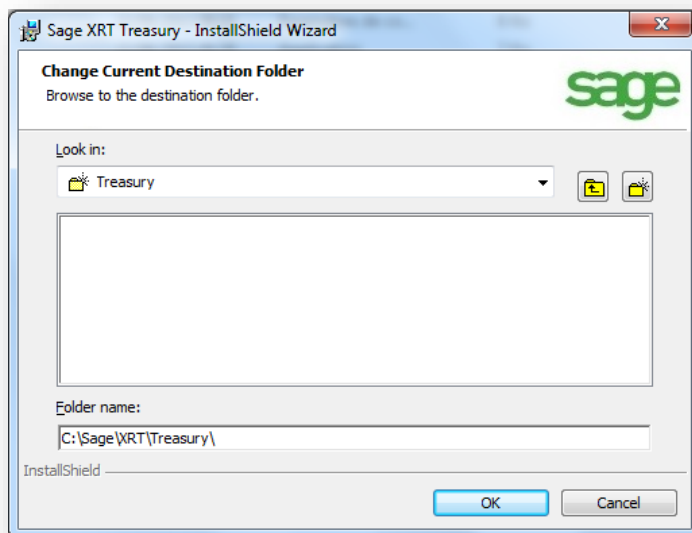 Sage XRT Treasury - InstallShield Wizard
Change Current Destination Folder
Browse to the destination folder.
sage
Look in:
Treasury
Folder name:
C:\Sage\XRT\Treasury\
InstallShield
OK
Cancel